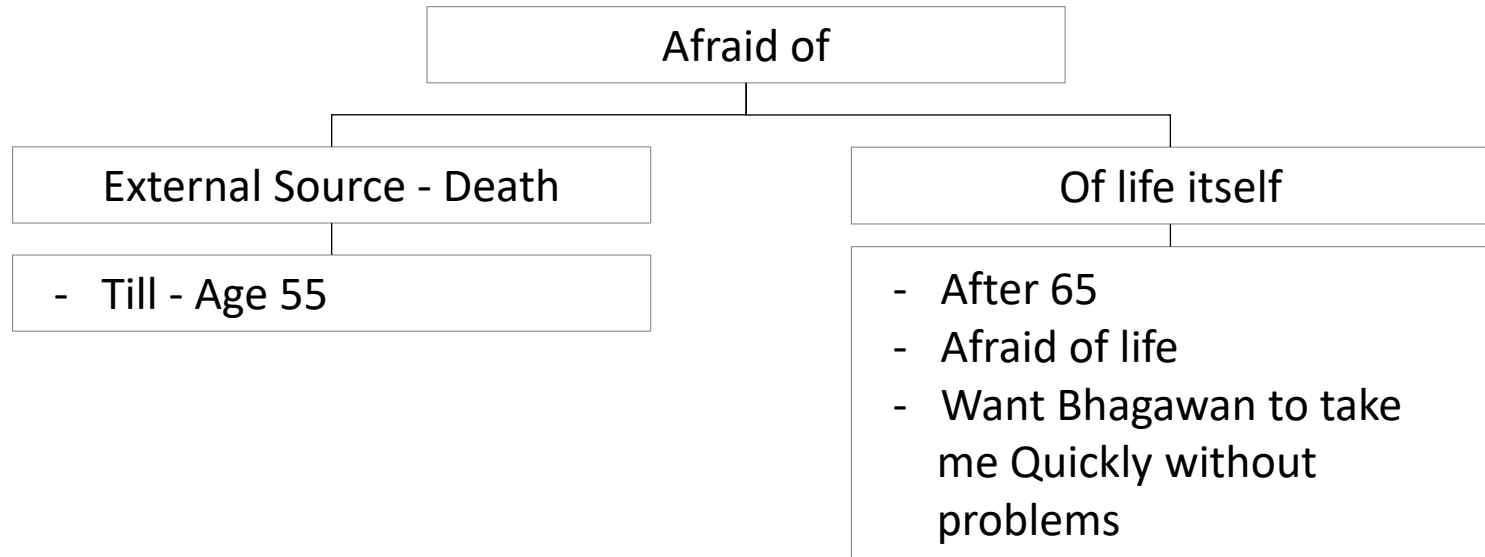 Afraid of
External Source - Death
Of life itself
- Till - Age 55
- After 65
- Afraid of life
- Want Bhagawan to take
me Quickly without
problems